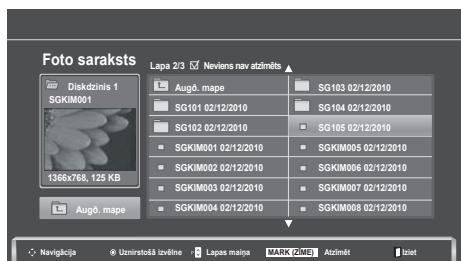 Foto saraksts
Lapa 2/3 ☑ Neviens nav atzīmēts
Diskdzinis 1
SGKIM001
1366x768, 125 KB
Augō. mape
Augō. mape
SG101 02/12/2010
SG102 02/12/2010
SGKIM001 02/12/2010
SGKIM002 02/12/2010
SGKIM003 02/12/2010
SGKIM004 02/12/2010
SG103 02/12/2010
SG104 02/12/2010
SG105 02/12/2010
SGKIM005 02/12/2010
SGKIM006 02/12/2010
SGKIM007 02/12/2010
SGKIM008 02/12/2010
Navigācija Uznirstošā izvēlne P Lapas maiņa MARK (ZĪME) Atzīmēt Iziet